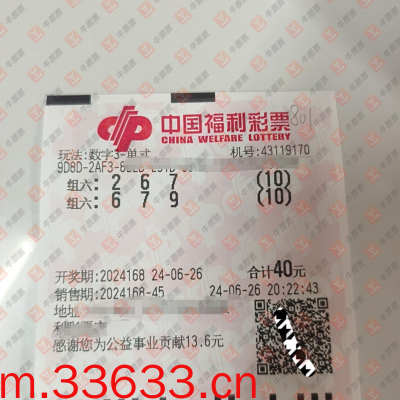 中国福利彩票
CHINA WELFARE LOTTERY
801
玩法:数字3-单式
机号:43119170
组六: 2 6 7 (10)
组六: 6 7 9 (10)
开奖期:2024168 24-06-26 合计40元
销售期:2024168-45 24-06-26 20:22:43
地址
感谢您为公益事业贡献13.6元
m.33633.cn